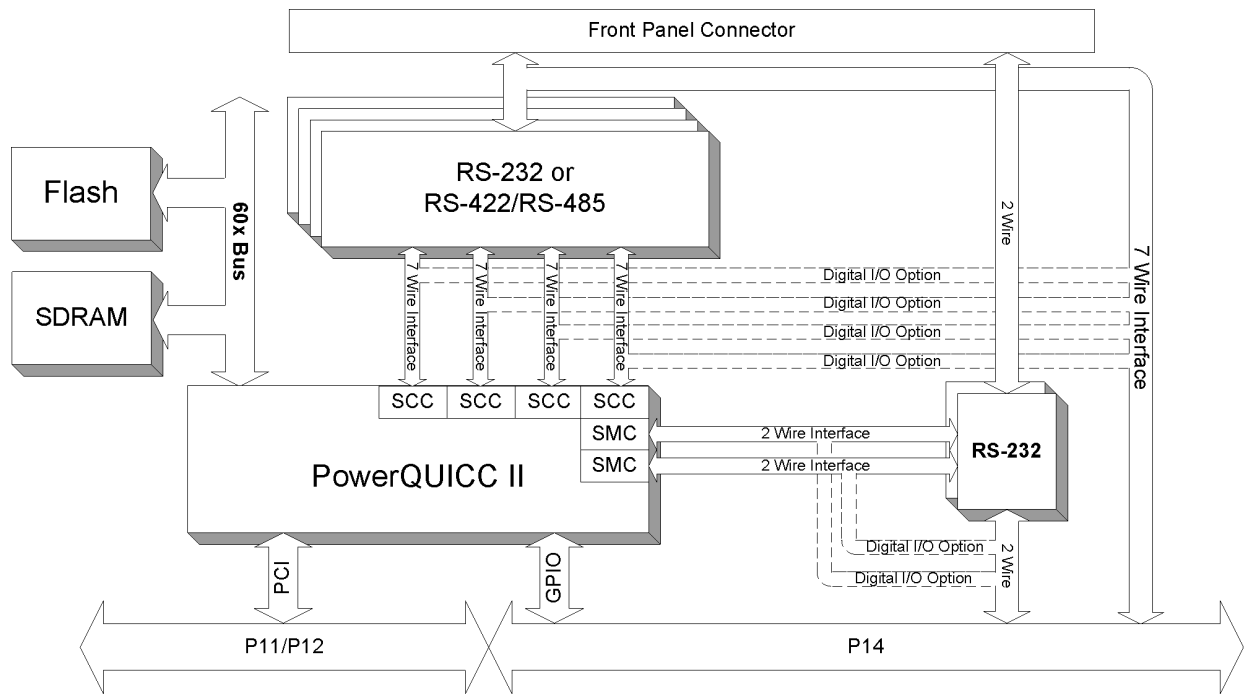 Front Panel Connector
Flash
SDRAM
60x Bus
RS-232 or
RS-422/RS-485
2 Wire
7 Wire Interface
7 Wire Interface
7 Wire Interface
7 Wire Interface
7 Wire Interface
Digital I/O Option
Digital I/O Option
Digital I/O Option
Digital I/O Option
SCC
SCC
SCC
SCC
SMC
SMC
PowerQUICC II
2 Wire Interface
2 Wire Interface
RS-232
Digital I/O Option
Digital I/O Option
2 Wire
PCI
GPIO
P11/P12
P14